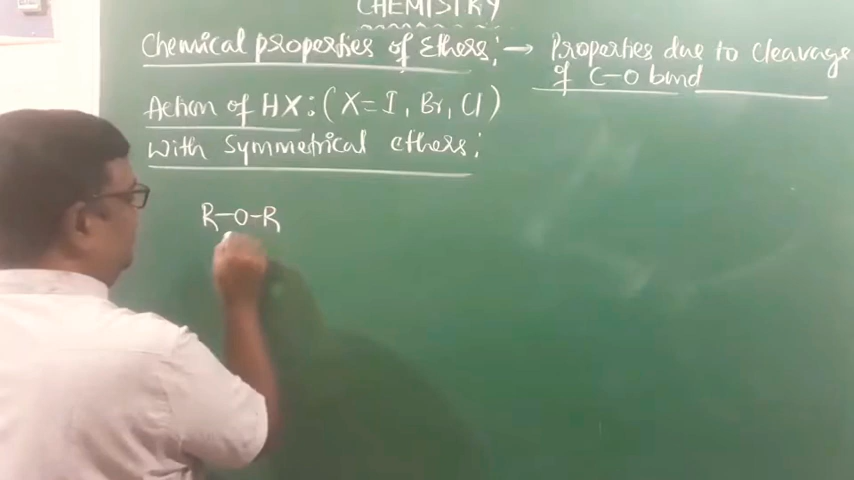 CHEMISTRY
Chemical properties of Ethers; → Properties due to cleavage
of C-O bond
Action of HX: (X = I, Br, Cl)
with Symmetrical ethers;
R-O-R